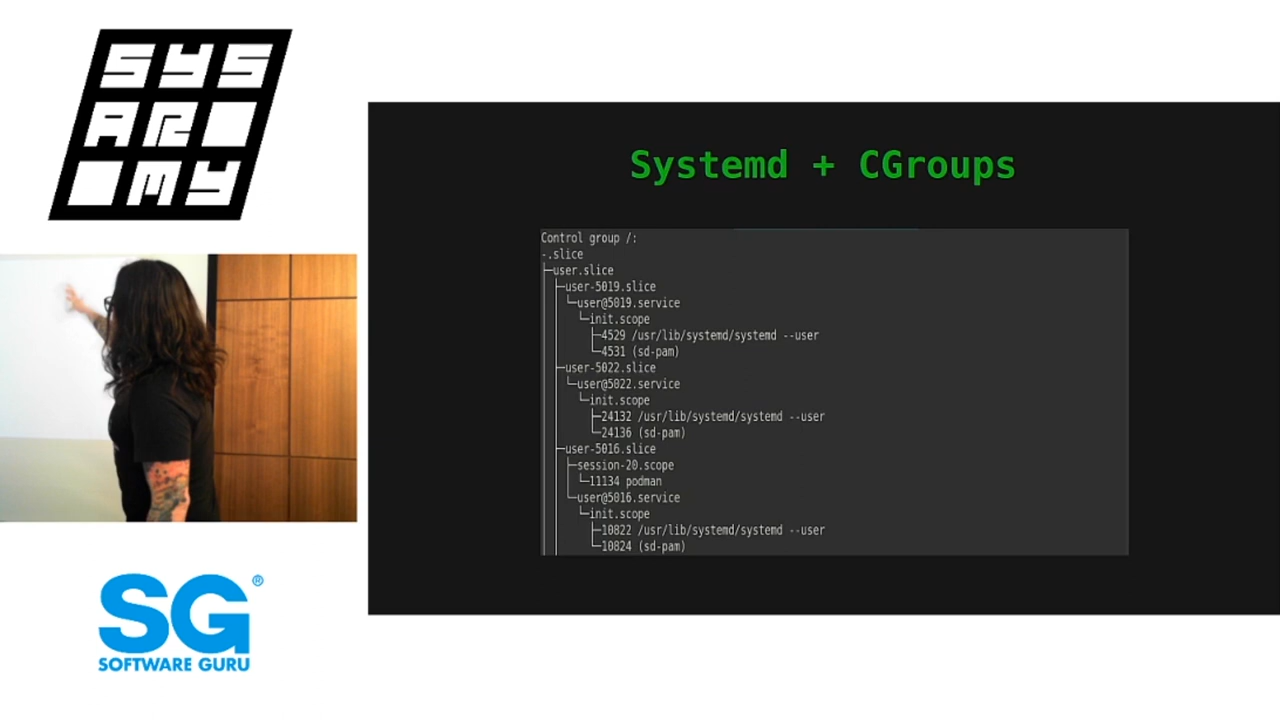 SYS
AR
MY
Systemd + CGroups
Control group /:
-.slice
├─user.slice
│ ├─user-5019.slice
│ │ └─user@5019.service
│ │   └─init.scope
│ │     ├─4529 /usr/lib/systemd/systemd --user
│ │     └─4531 (sd-pam)
│ ├─user-5022.slice
│ │ └─user@5022.service
│ │   └─init.scope
│ │     ├─24132 /usr/lib/systemd/systemd --user
│ │     └─24136 (sd-pam)
│ ├─user-5016.slice
│ │ ├─session-20.scope
│ │ │ └─11134 podman
│ │ └─user@5016.service
│ │   └─init.scope
│ │     ├─10822 /usr/lib/systemd/systemd --user
│ │     └─10824 (sd-pam)
SG®
SOFTWARE GURU